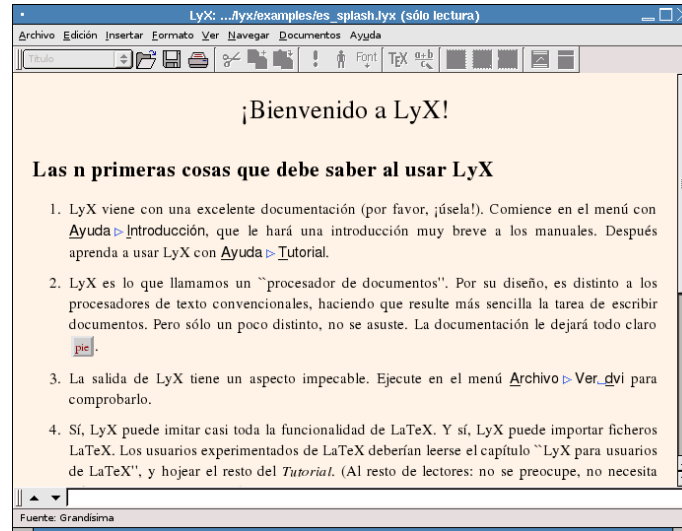 LyX: .../lyx/examples/es_splash.lyx (sólo lectura)
Archivo Edición Insertar Formato Ver Navegar Documentos Ayuda
Título Font TEX a+b c
¡Bienvenido a LyX!
Las n primeras cosas que debe saber al usar LyX
1. LyX viene con una excelente documentación (por favor, ¡úsela!). Comience en el menú con
Ayuda ▷ Introducción, que le hará una introducción muy breve a los manuales. Después
aprenda a usar LyX con Ayuda ▷ Tutorial.
2. LyX es lo que llamamos un ``procesador de documentos''. Por su diseño, es distinto a los
procesadores de texto convencionales, haciendo que resulte más sencilla la tarea de escribir
documentos. Pero sólo un poco distinto, no se asuste. La documentación le dejará todo claro
pie .
3. La salida de LyX tiene un aspecto impecable. Ejecute en el menú Archivo ▷ Ver_dvi para
comprobarlo.
4. Sí, LyX puede imitar casi toda la funcionalidad de LaTeX. Y sí, LyX puede importar ficheros
LaTeX. Los usuarios experimentados de LaTeX deberían leerse el capítulo ``LyX para usuarios
de LaTeX'', y hojear el resto del Tutorial. (Al resto de lectores: no se preocupe, no necesita
Fuente: Grandísima